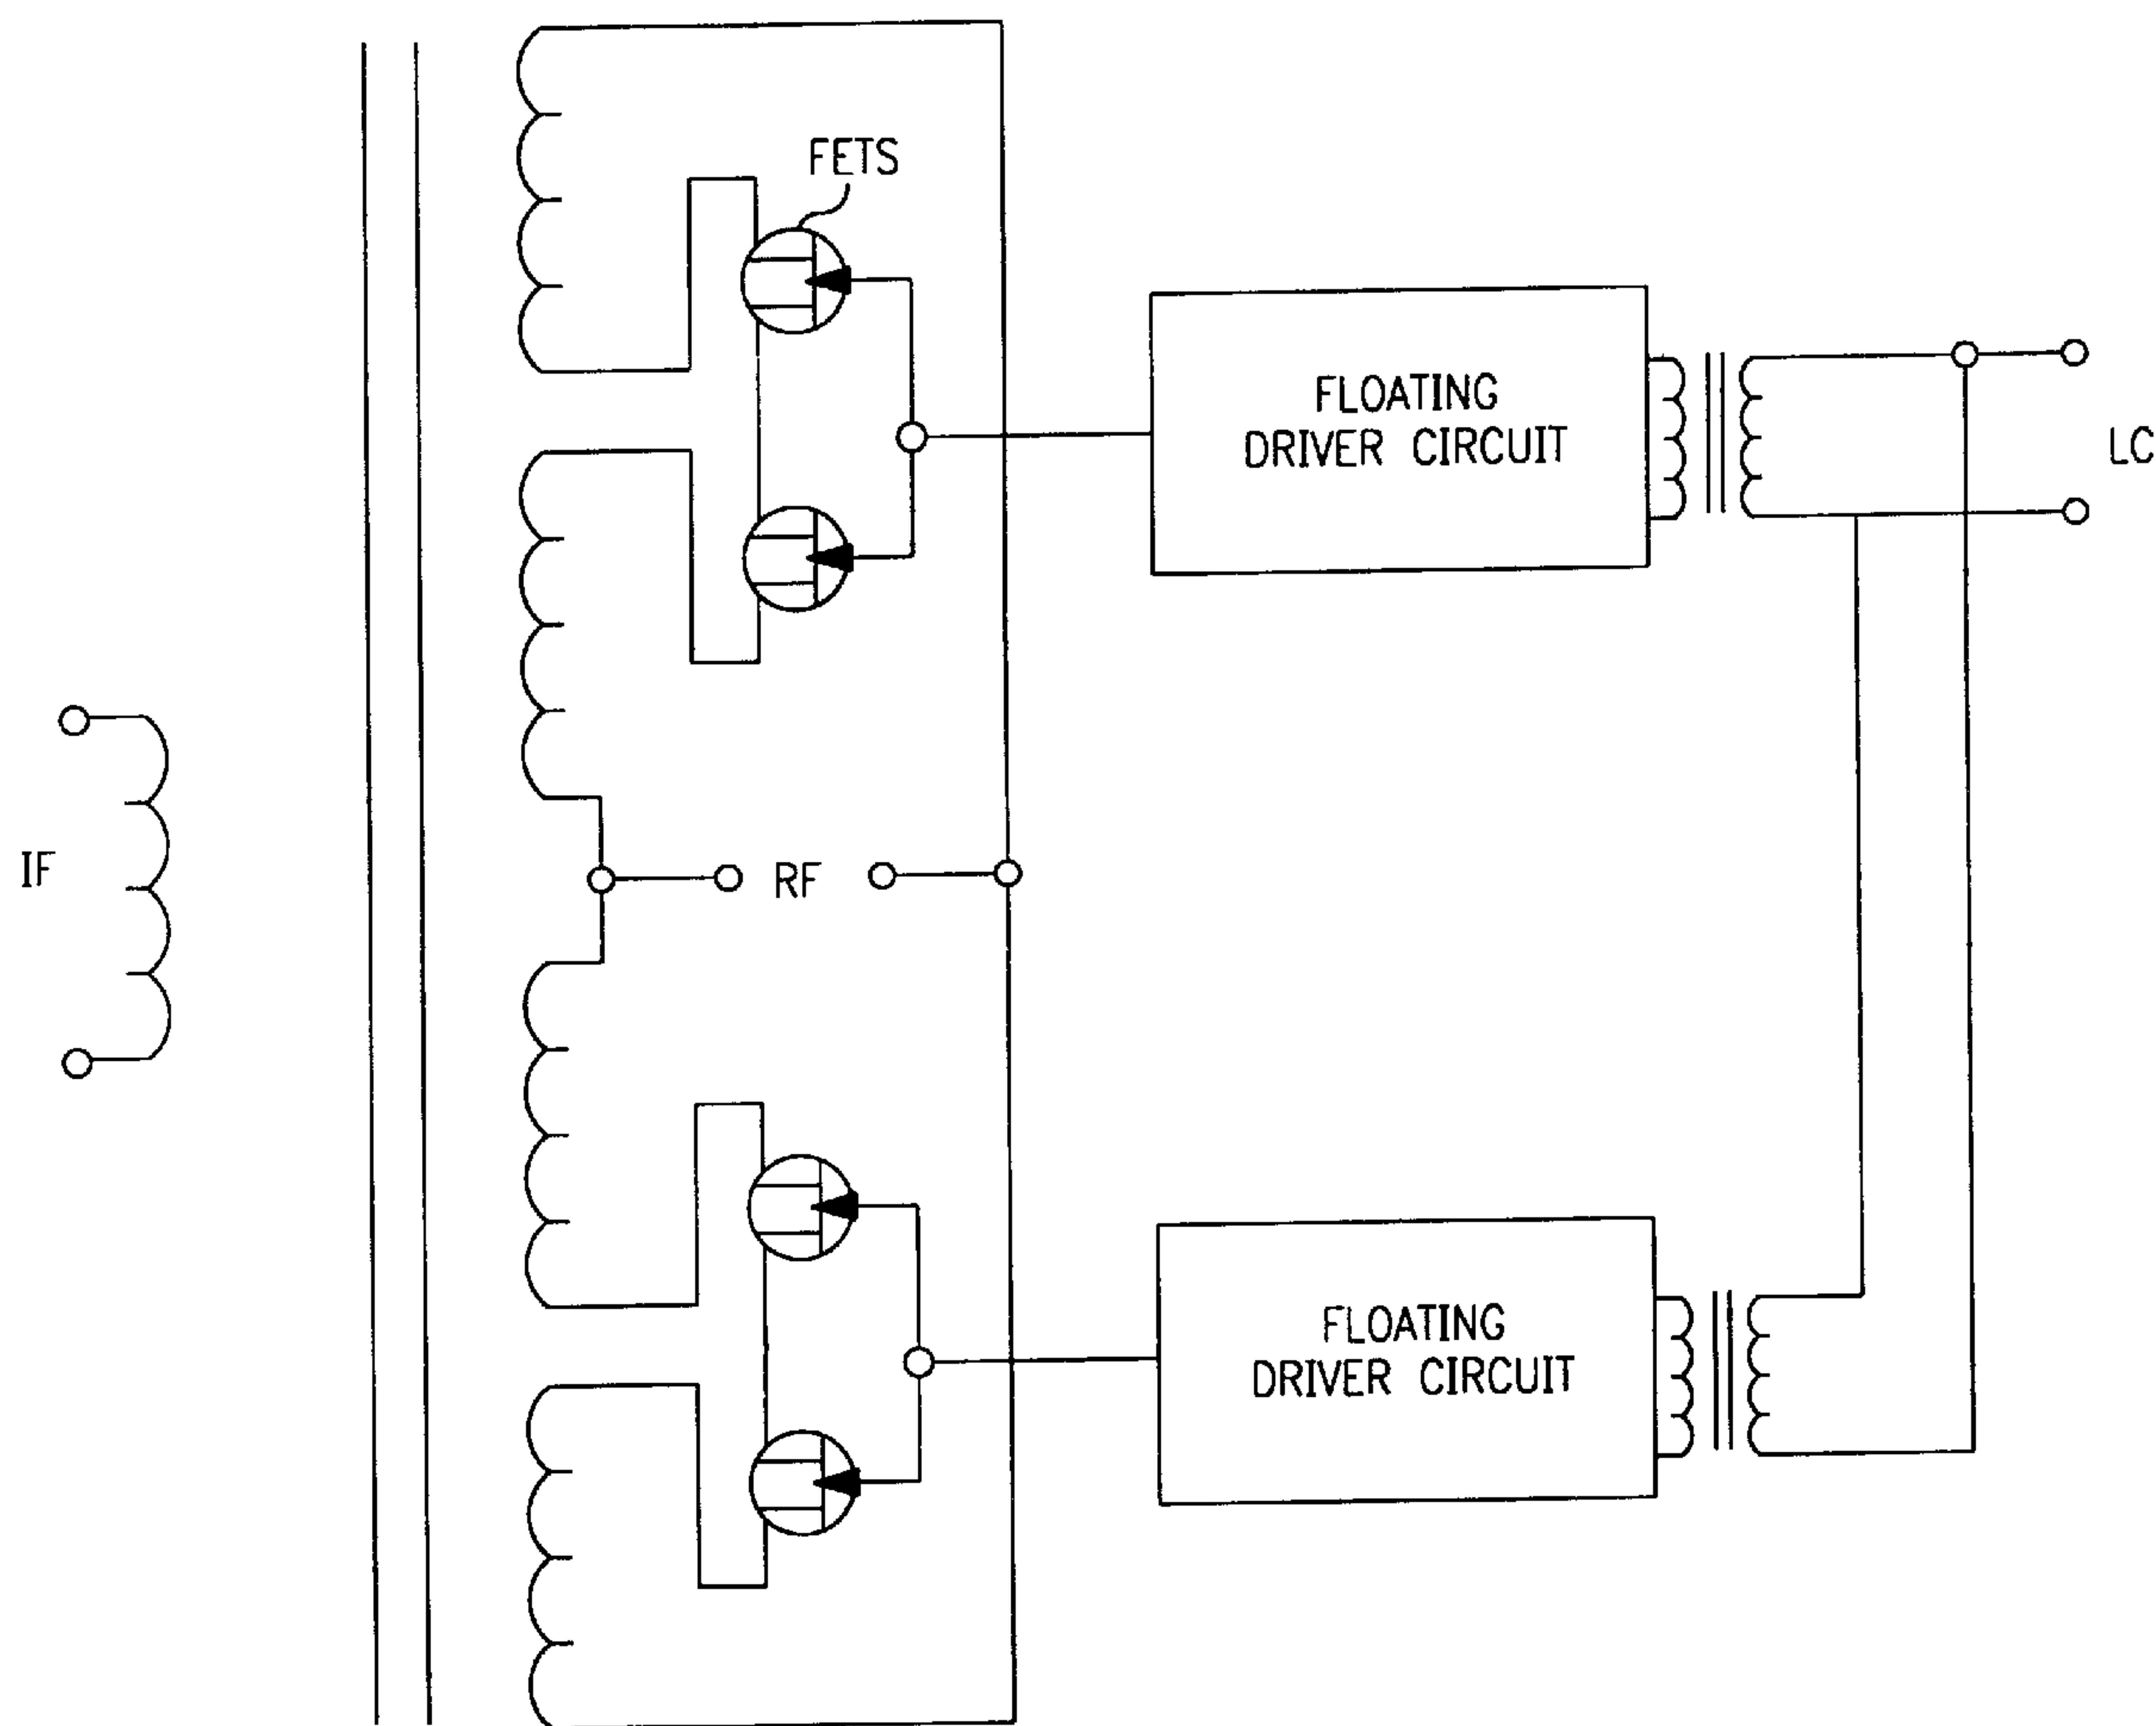 FETS
FLOATING
DRIVER CIRCUIT
LC
IF
RF
FLOATING
DRIVER CIRCUIT